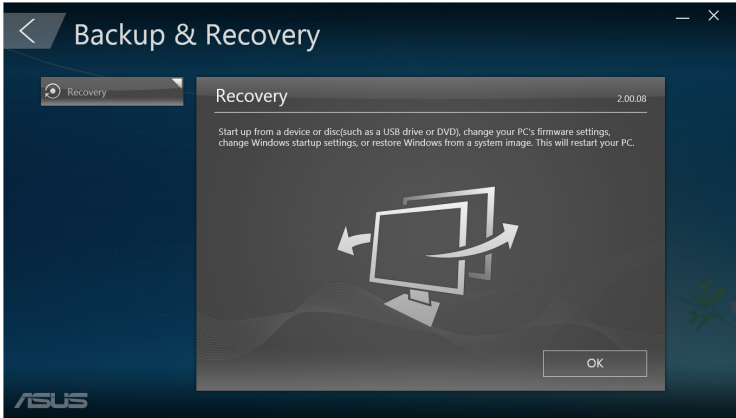 Backup & Recovery
Recovery
Recovery
2.00.08
Start up from a device or disc(such as a USB drive or DVD), change your PC's firmware settings,
change Windows startup settings, or restore Windows from a system image. This will restart your PC.
OK
ASUS